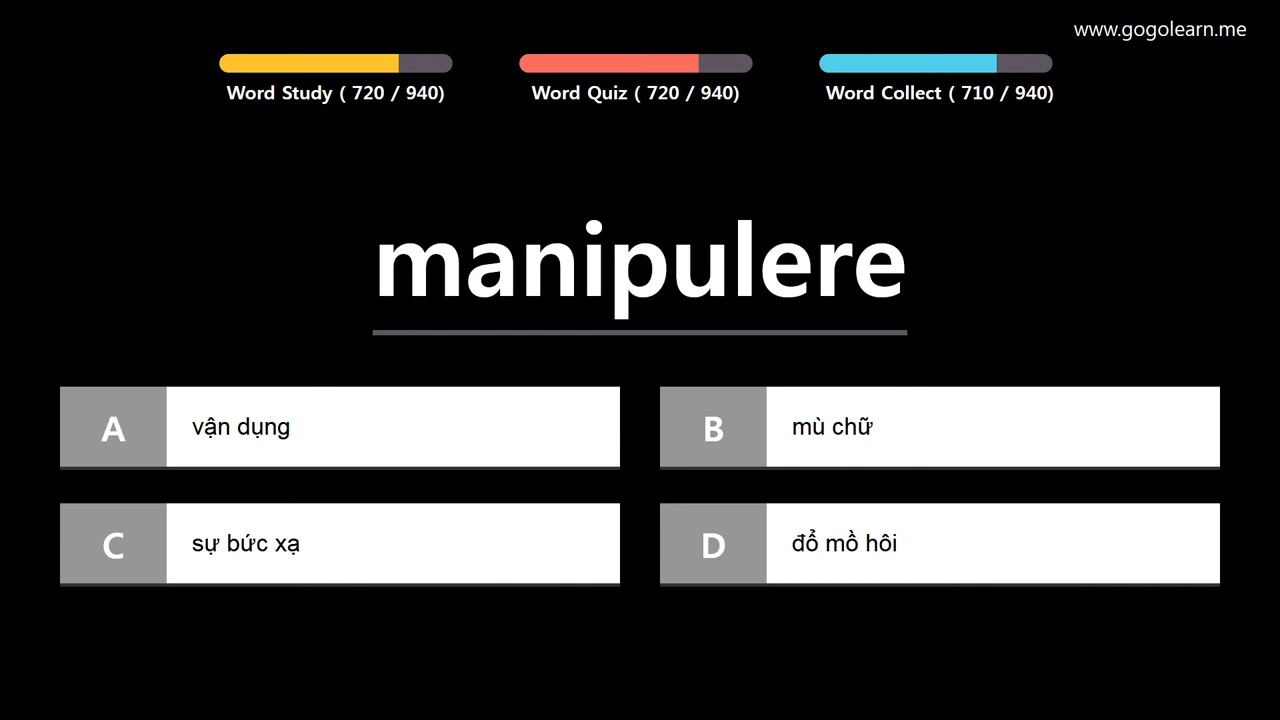 www.gogolearn.me
Word Study ( 720 / 940)
Word Quiz ( 720 / 940)
Word Collect ( 710 / 940)
manipulere
A
vận dụng
B
mù chữ
C
sự bức xạ
D
đổ mồ hôi